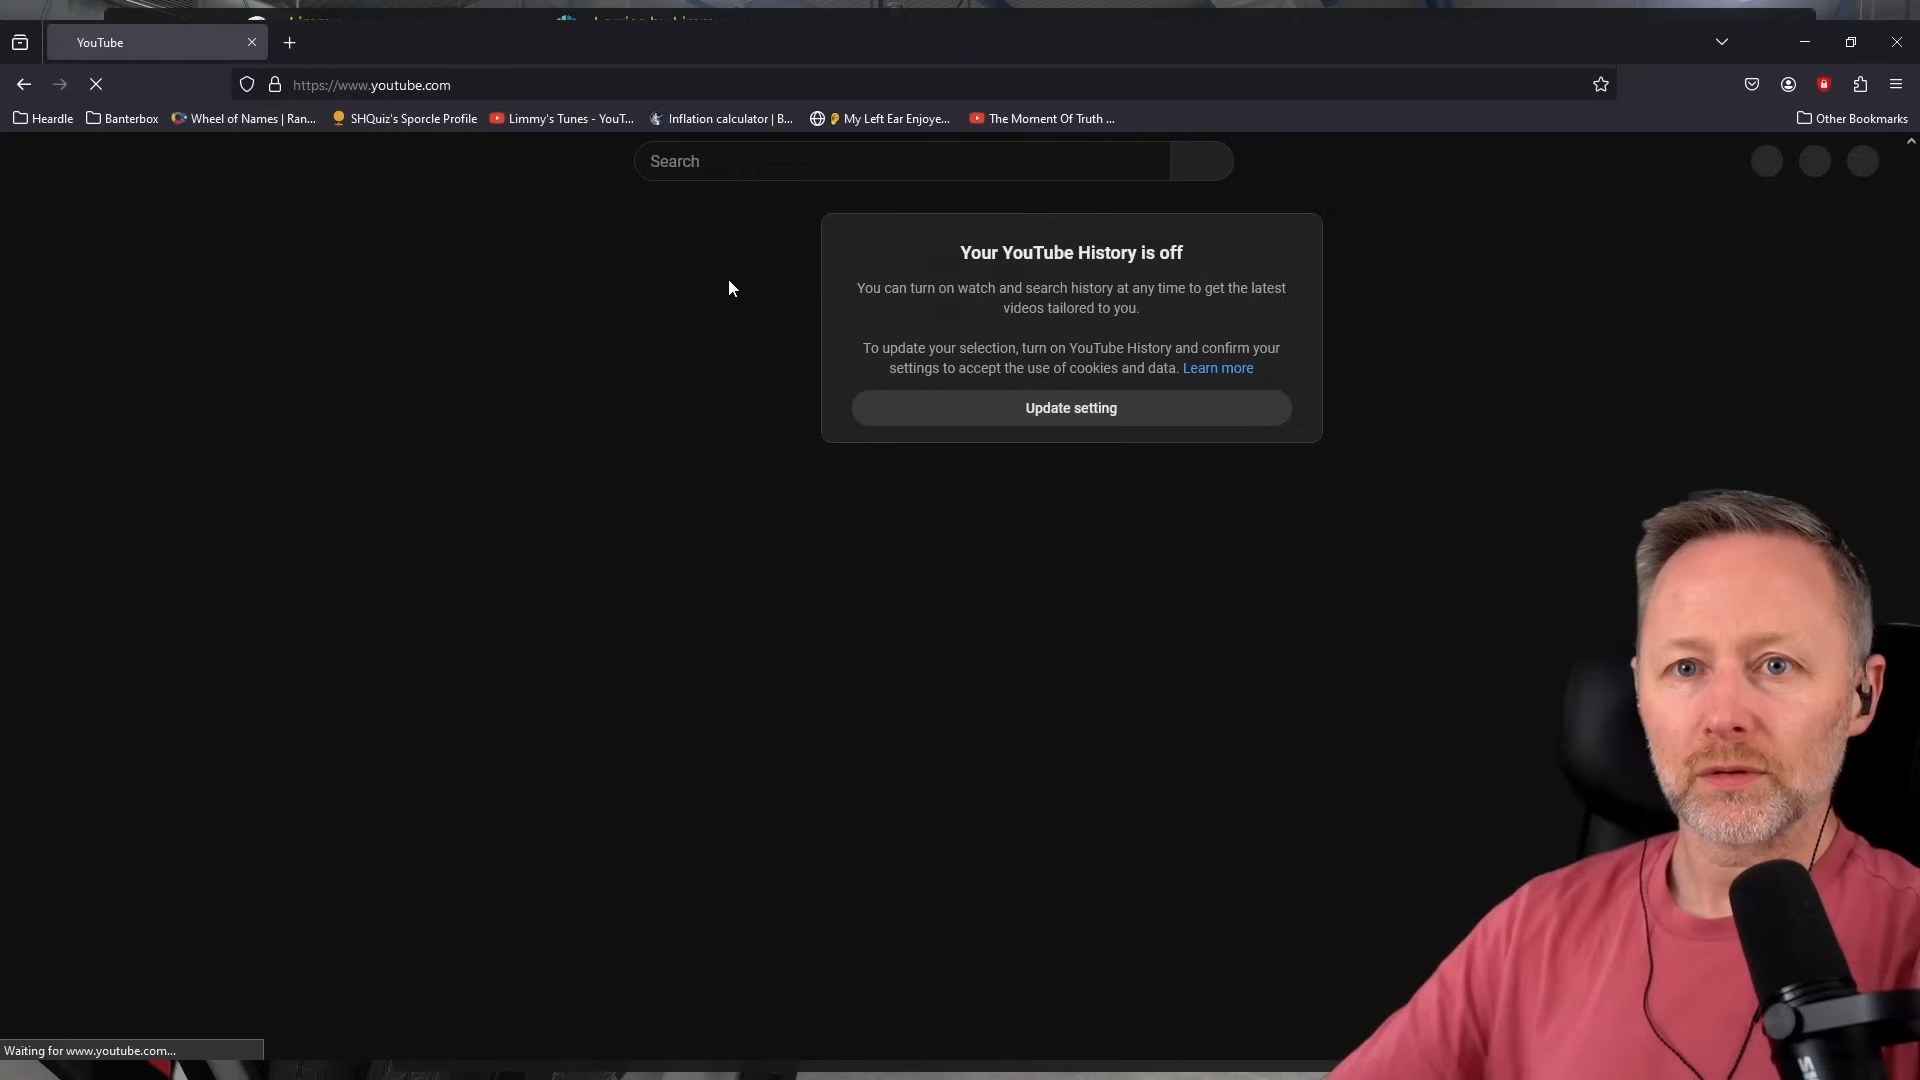 YouTube
https://www.youtube.com
Heardle
Banterbox
Wheel of Names | Ran...
SHQuiz's Sporcle Profile
Limmy's Tunes - YouT...
Inflation calculator | B...
My Left Ear Enjoye...
The Moment Of Truth ...
Other Bookmarks
Search
Your YouTube History is off
You can turn on watch and search history at any time to get the latest
videos tailored to you.
To update your selection, turn on YouTube History and confirm your
settings to accept the use of cookies and data. Learn more
Update setting
Waiting for www.youtube.com...